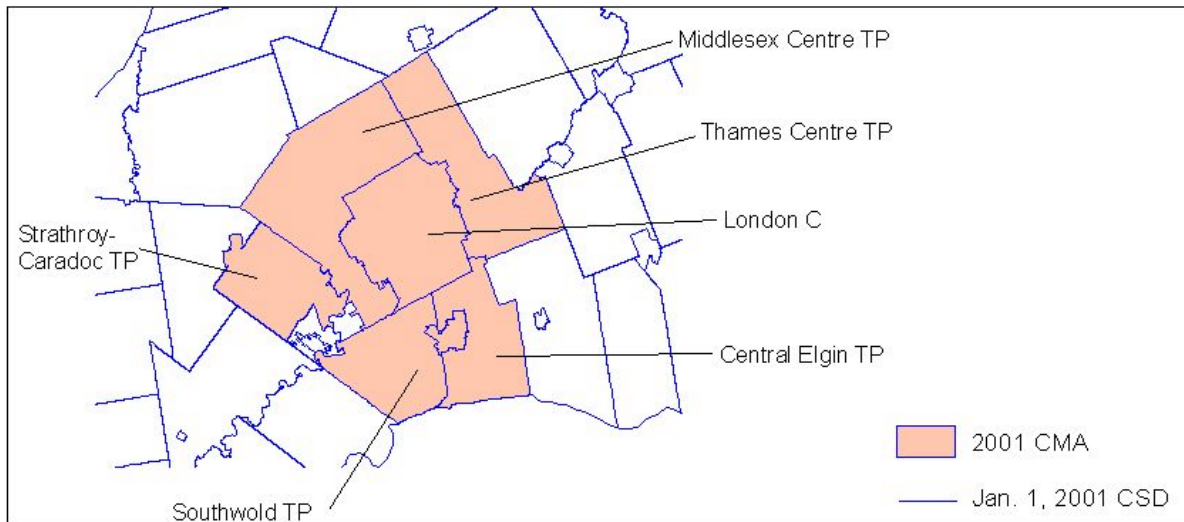 Middlesex Centre TP
Thames Centre TP
London C
Strathroy-
Caradoc TP
Central Elgin TP
Southwold TP
2001 CMA
Jan. 1, 2001 CSD